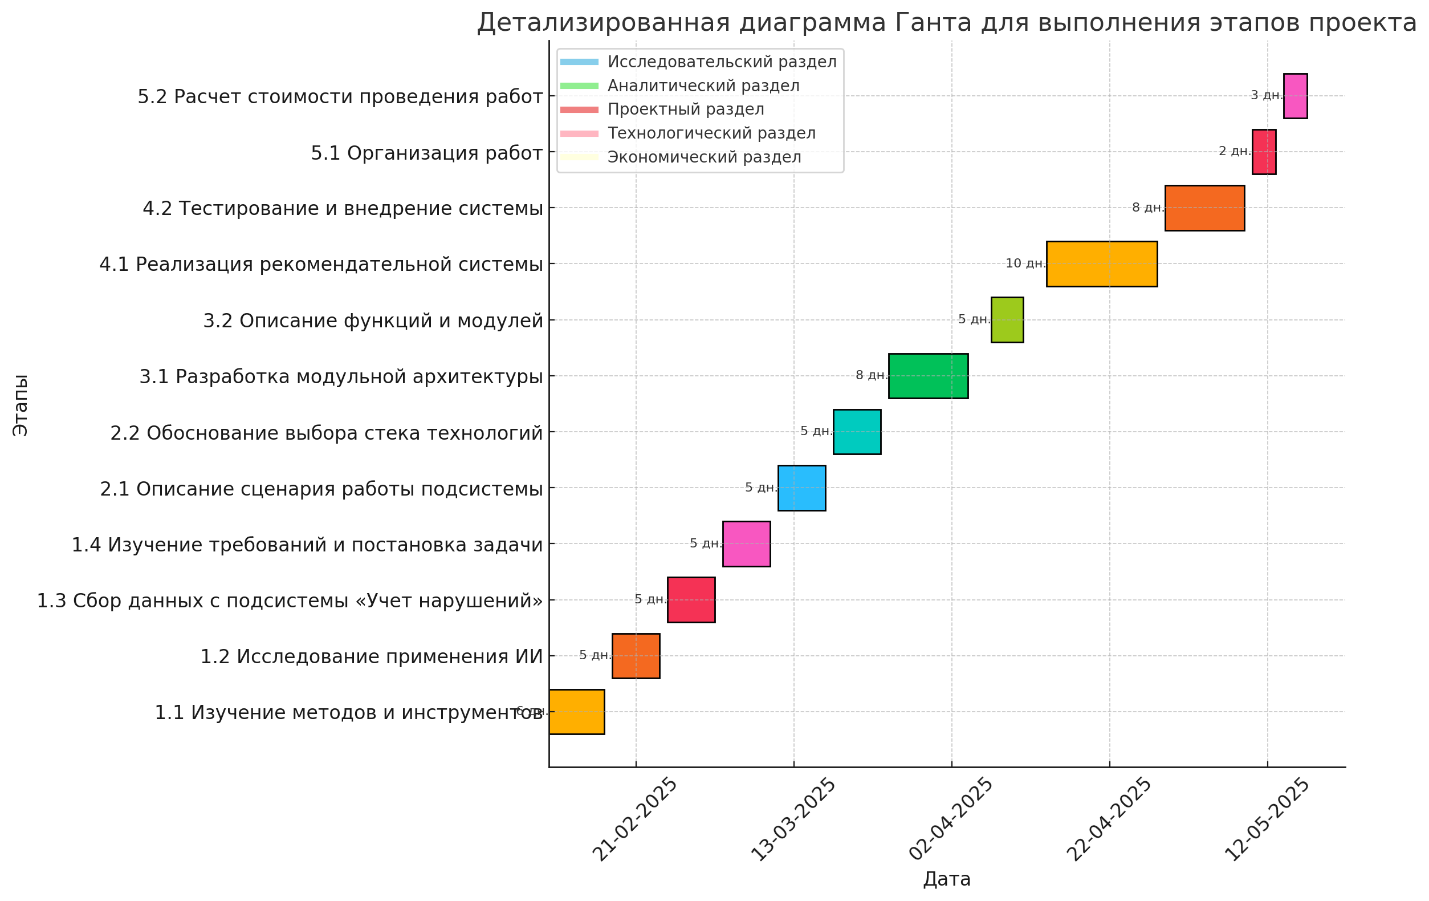 Детализированная диаграмма Ганта для выполнения этапов проекта
Исследовательский раздел
Аналитический раздел
Проектный раздел
Технологический раздел
Экономический раздел
5.2 Расчет стоимости проведения работ
3 дн.
5.1 Организация работ
2 дн.
4.2 Тестирование и внедрение системы
8 дн.
4.1 Реализация рекомендательной системы
10 дн.
3.2 Описание функций и модулей
5 дн.
3.1 Разработка модульной архитектуры
8 дн.
2.2 Обоснование выбора стека технологий
5 дн.
2.1 Описание сценария работы подсистемы
5 дн.
1.4 Изучение требований и постановка задачи
5 дн.
1.3 Сбор данных с подсистемы «Учет нарушений»
5 дн.
1.2 Исследование применения ИИ
5 дн.
1.1 Изучение методов и инструментов
6 дн.
Этапы
21-02-2025
13-03-2025
02-04-2025
22-04-2025
12-05-2025
Дата